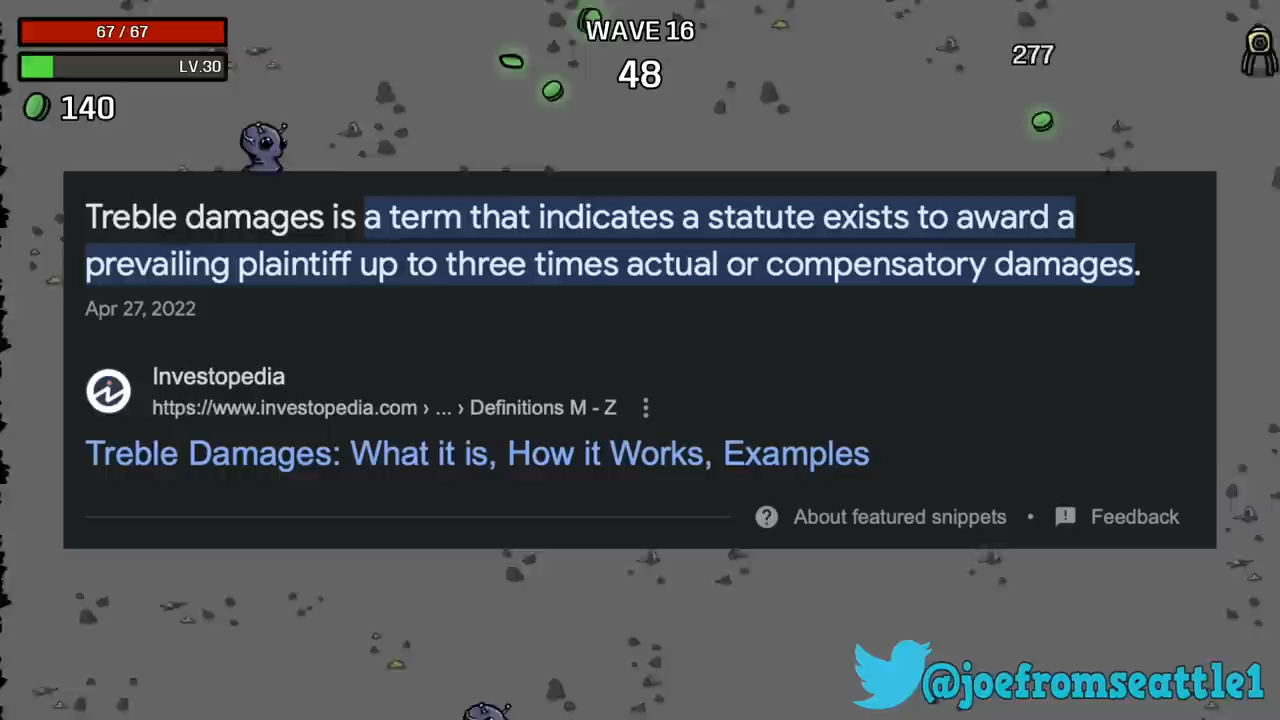 67 / 67
WAVE 16
LV.30
48
277
140
Treble damages is a term that indicates a statute exists to award a
prevailing plaintiff up to three times actual or compensatory damages.
Apr 27, 2022
Investopedia
https://www.investopedia.com › ... › Definitions M - Z
Treble Damages: What it is, How it Works, Examples
About featured snippets • Feedback
@joefromseattle1